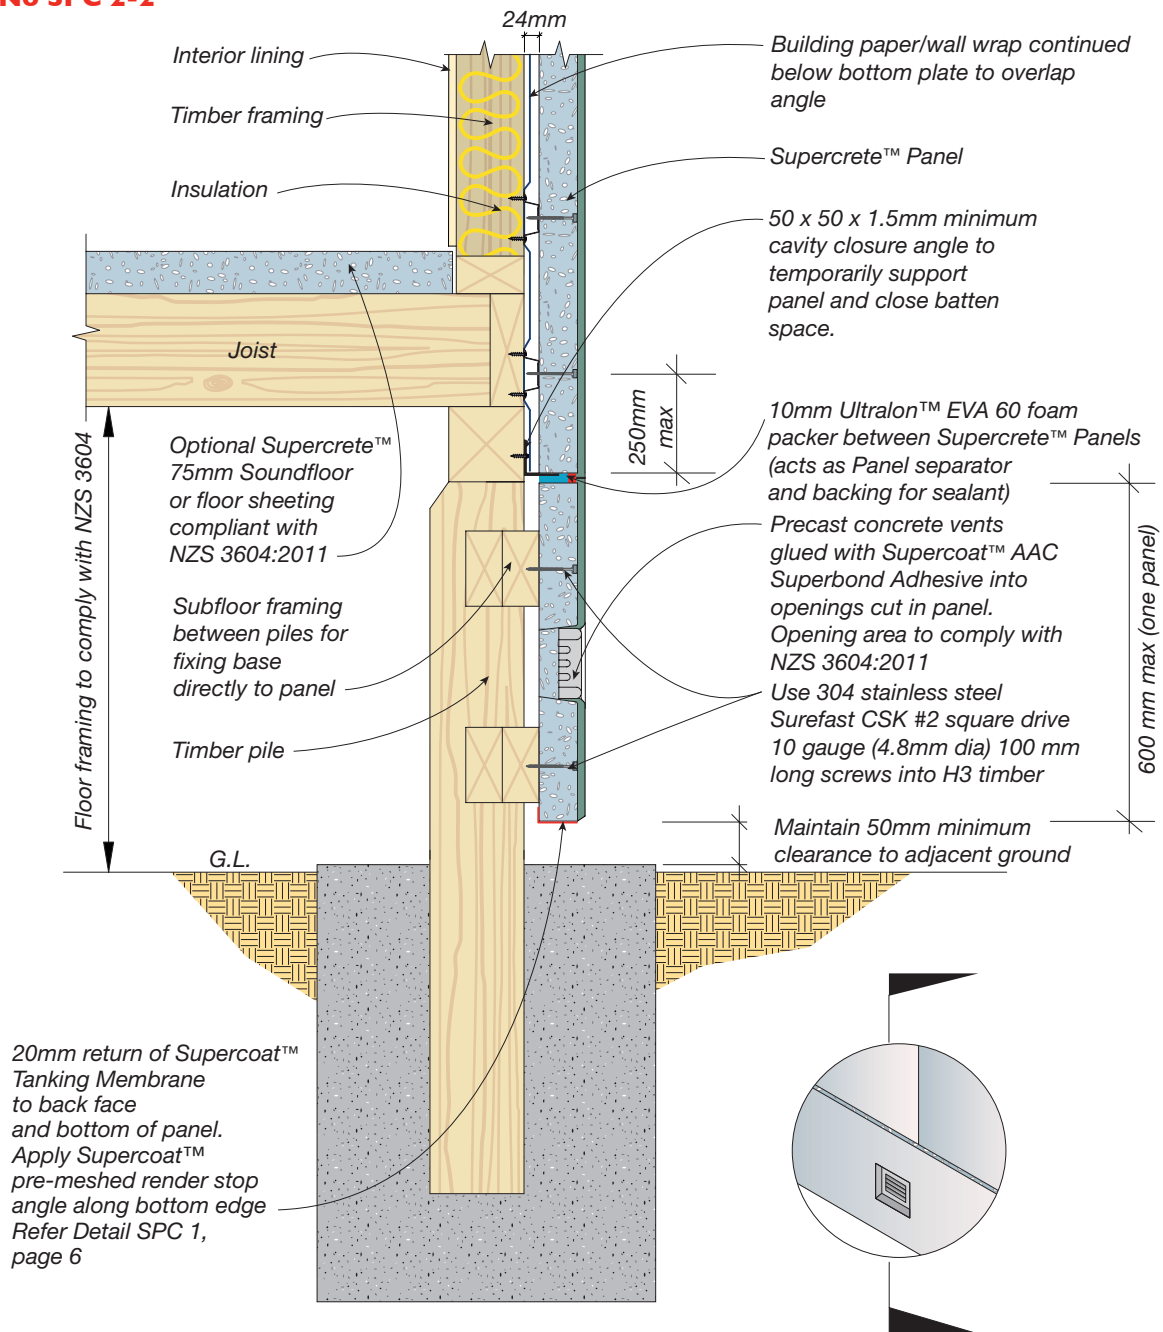 No SPC 2-2
24mm
Interior lining
Timber framing
Insulation
Building paper/wall wrap continued
below bottom plate to overlap
angle
Supercrete™ Panel
50 x 50 x 1.5mm minimum
cavity closure angle to
temporarily support
panel and close batten
space.
Joist
250mm
max
10mm Ultralon™ EVA 60 foam
packer between Supercrete™ Panels
(acts as Panel separator
and backing for sealant)
Floor framing to comply with NZS 3604
Optional Supercrete™
75mm Soundfloor
or floor sheeting
compliant with
NZS 3604:2011
Precast concrete vents
glued with Supercoat™ AAC
Superbond Adhesive into
openings cut in panel.
Opening area to comply with
NZS 3604:2011
600 mm max (one panel)
Subfloor framing
between piles for
fixing base
directly to panel
Use 304 stainless steel
Surefast CSK #2 square drive
10 gauge (4.8mm dia) 100 mm
long screws into H3 timber
Timber pile
Maintain 50mm minimum
clearance to adjacent ground
G.L.
20mm return of Supercoat™
Tanking Membrane
to back face
and bottom of panel.
Apply Supercoat™
pre-meshed render stop
angle along bottom edge
Refer Detail SPC 1,
page 6